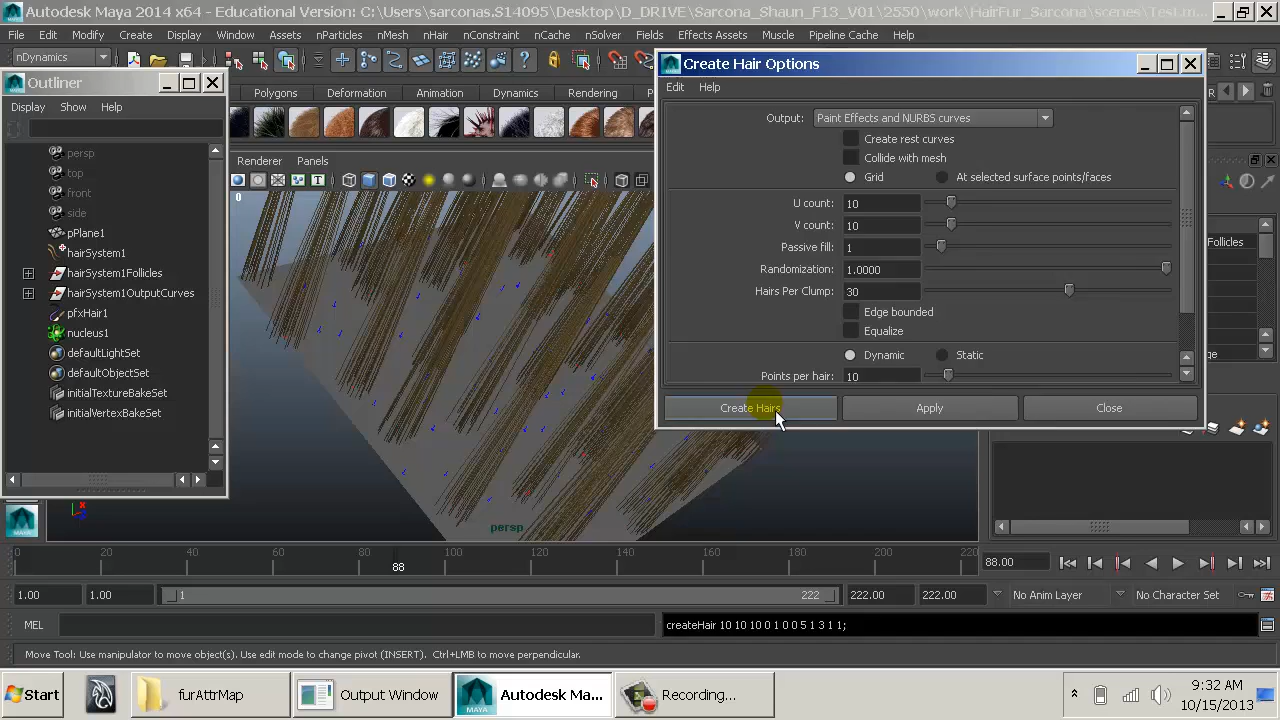 Autodesk Maya 2014 x64 - Educational Version: C:\Users\sarconas.S14095\Desktop\D_DRIVE\Sarcona_Shaun_F13_V01\2550\work\HairFur_Sarcona\scenes\Test.m
File Edit Modify Create Display Window Assets nParticles nMesh nHair nConstraint nCache nSolver Fields Effects Assets Muscle Pipeline Cache Help
nDynamics
Outliner
Display Show Help
persp
top
front
side
pPlane1
hairSystem1
hairSystem1Follicles
hairSystem1OutputCurves
pfxHair1
nucleus1
defaultLightSet
defaultObjectSet
initialTextureBakeSet
initialVertexBakeSet
Polygons Deformation Animation Dynamics Rendering
Renderer Panels
0
persp
Create Hair Options
Edit Help
Output: Paint Effects and NURBS curves
Create rest curves
Collide with mesh
Grid At selected surface points/faces
U count: 10
V count: 10
Passive fill: 1
Randomization: 1.0000
Hairs Per Clump: 30
Edge bounded
Equalize
Dynamic Static
Points per hair: 10
Create Hairs Apply Close
Follicles
0 20 40 60 80 100 120 140 160 180 200 220
88
88.00
1.00 1.00 1 222 222.00 222.00 No Anim Layer No Character Set
MEL createHair 10 10 10 0 1 0 0 5 1 3 1 1;
Move Tool: Use manipulator to move object(s). Use edit mode to change pivot (INSERT). Ctrl+LMB to move perpendicular.
Start furAttrMap Output Window Autodesk Ma... Recording... 9:32 AM
10/15/2013